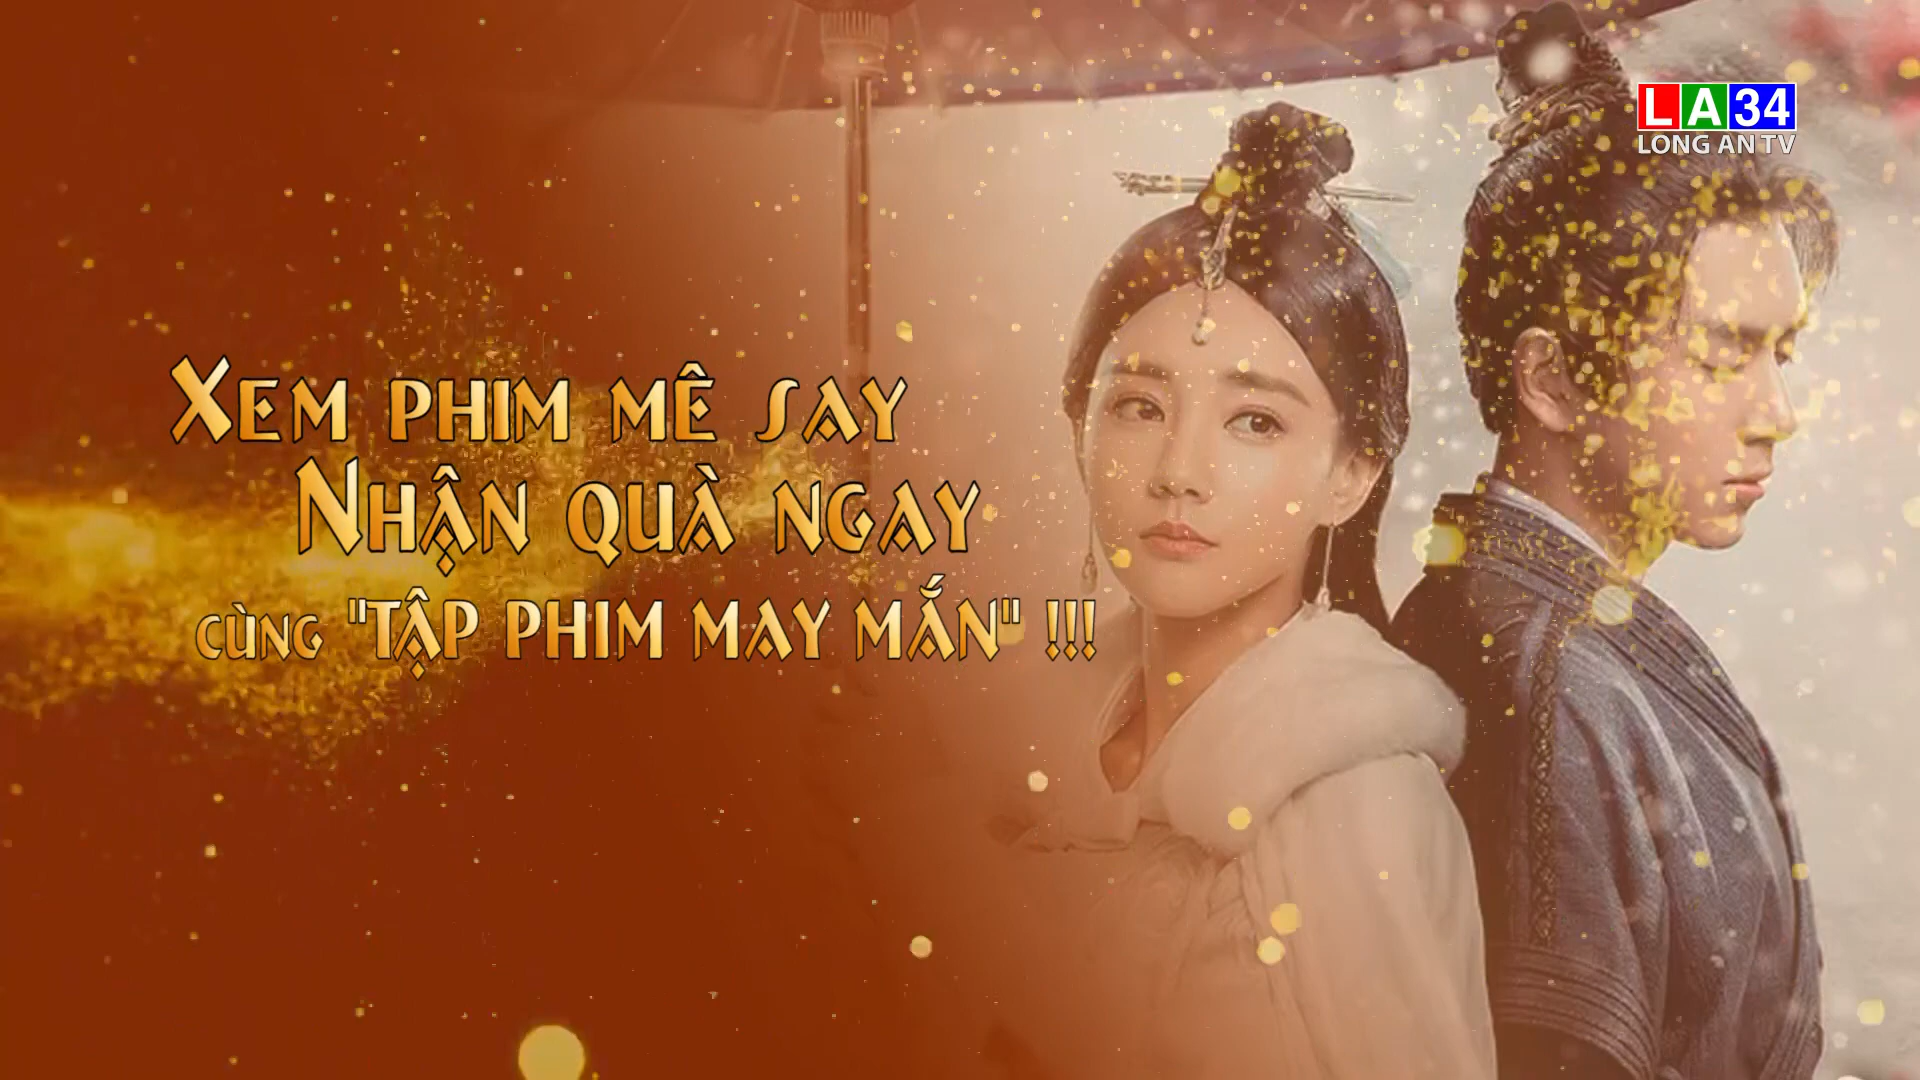 LA34
LONG AN TV
XEM PHIM MÊ SAY
NHẬN QUÀ NGAY
CÙNG "TẬP PHIM MAY MẮN" !!!